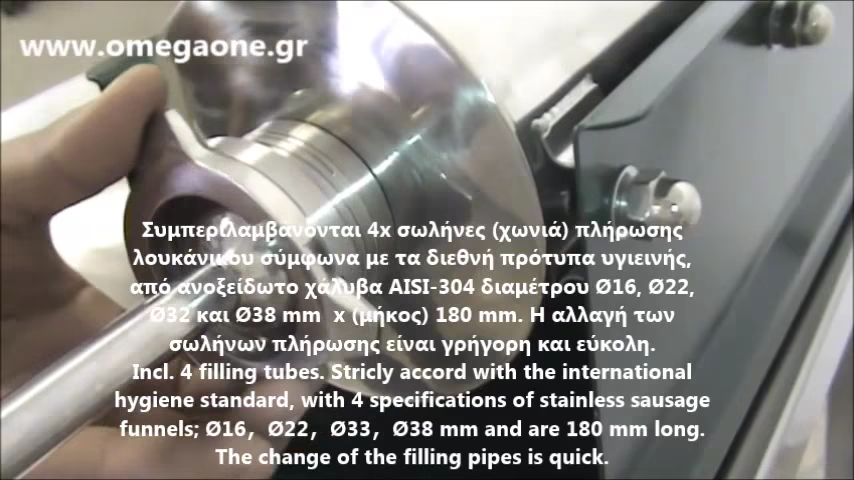 www.omegaone.gr
Συμπεριλαμβάνονται 4x σωλήνες (χωνιά) πλήρωσης
λουκάνικου σύμφωνα με τα διεθνή πρότυπα υγιεινής,
από ανοξείδωτο χάλυβα AISI-304 διαμέτρου Ø16, Ø22,
Ø32 και Ø38 mm x (μήκος) 180 mm. Η αλλαγή των
σωλήνων πλήρωσης είναι γρήγορη και εύκολη.
Incl. 4 filling tubes. Stricly accord with the international
hygiene standard, with 4 specifications of stainless sausage
funnels; Ø16, Ø22, Ø33, Ø38 mm and are 180 mm long.
The change of the filling pipes is quick.